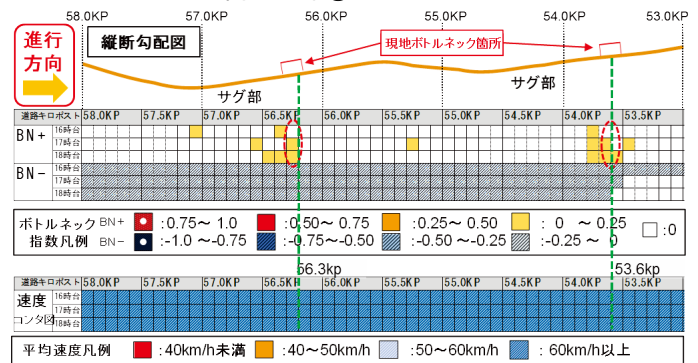 58.0KP 57.0KP 56.0KP 55.0KP 54.0KP 53.0KP
進行
方向
縦断勾配図
現地ボトルネック箇所
サグ部
サグ部
道路キロポスト 58.0KP 57.5KP 57.0KP 56.5KP 56.0KP 55.5KP 55.0KP 54.5KP 54.0KP 53.5KP
BN+
16時台
17時台
18時台
BN-
16時台
17時台
18時台
ボトルネック BN+ :0.75～ 1.0 :0.50～ 0.75 :0.25～ 0.50 : 0 ～ 0.25 :0
指数凡例 BN- :-1.0 ～-0.75 :-0.75～-0.50 :-0.50 ～-0.25 :-0.25 ～ 0
56.3kp 53.6kp
道路キロポスト 58.0KP 57.5KP 57.0KP 56.5KP 56.0KP 55.5KP 55.0KP 54.5KP 54.0KP 53.5KP
速度
コンタ図
16時台
17時台
18時台
平均速度凡例 :40km/h未満 :40～50km/h :50～60km/h : 60km/h以上